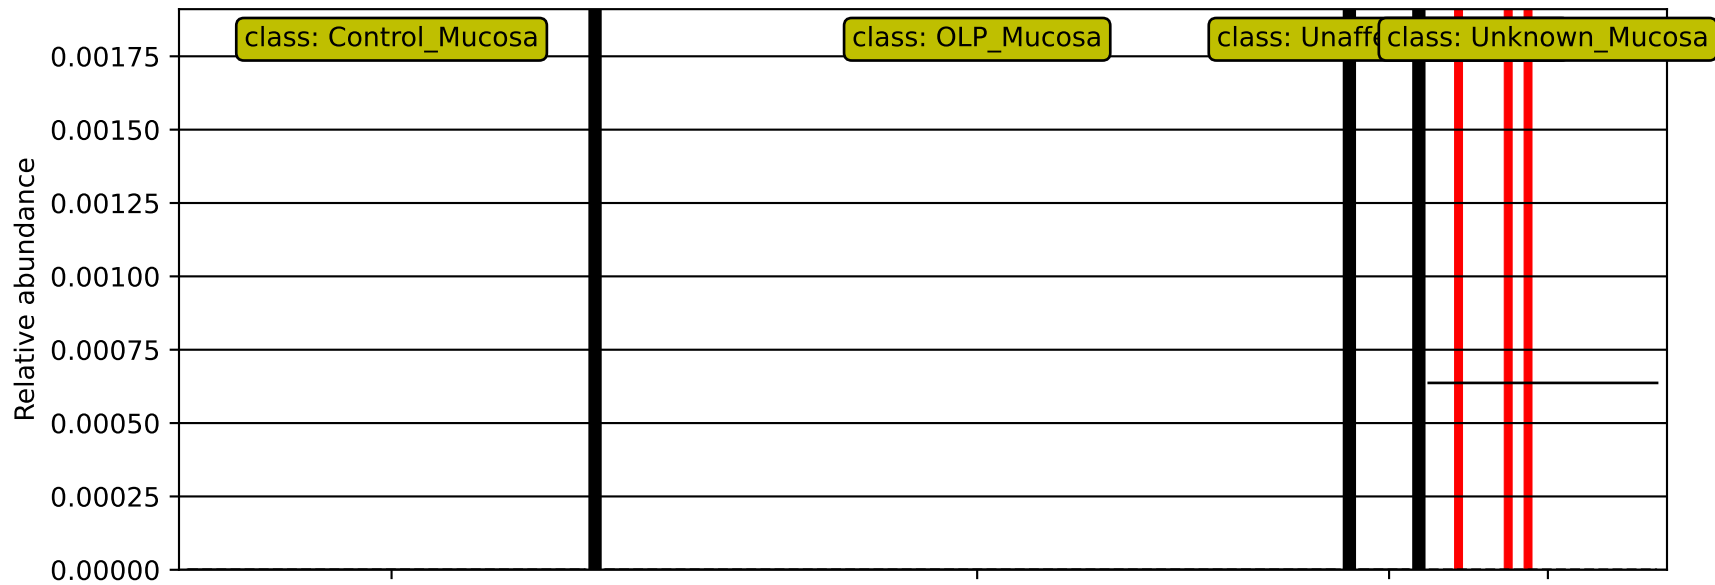 class: Control_Mucosa
class: OLP_Mucosa
class:
class: Unknown_Mucosa
0.00175
0.00150
0.00125
0.00100
0.00075
0.00050
0.00025
0.00000
Relative abundance